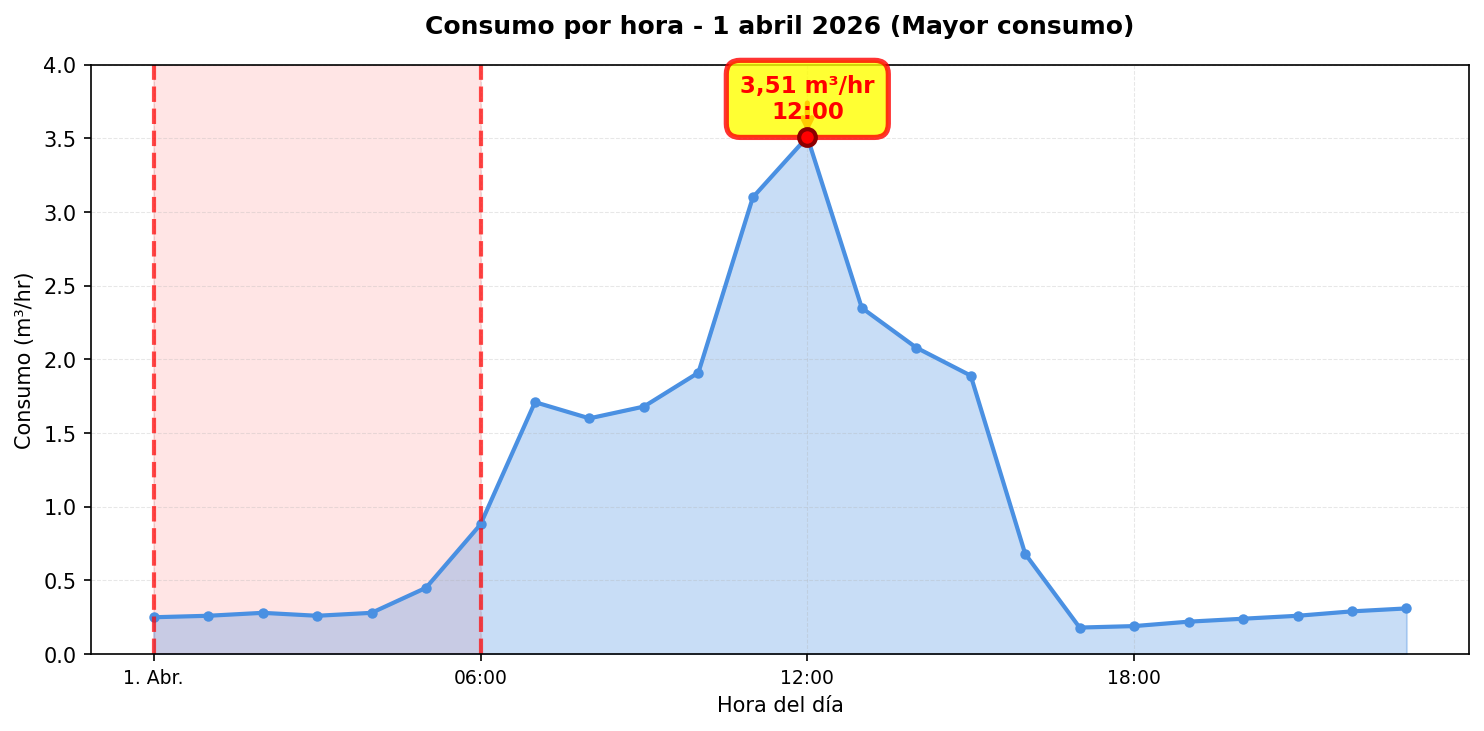 Consumo por hora - 1 abril 2026 (Mayor consumo)
Consumo (m³/hr)
4.0
3.5
3.0
2.5
2.0
1.5
1.0
0.5
0.0
3,51 m³/hr
12:00
1. Abr.
06:00
12:00
18:00
Hora del día